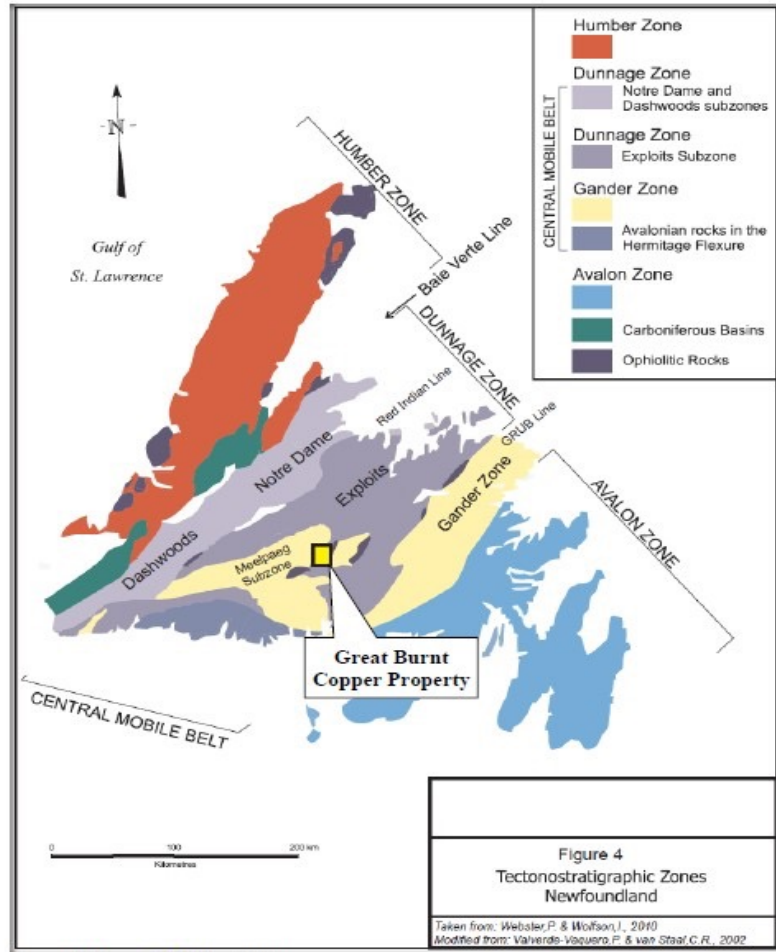 Humber Zone
Dunnage Zone
Notre Dame and
Dashwoods subzones
Dunnage Zone
Exploits Subzone
Gander Zone
Avalonian rocks in the
Hermitage Flexure
CENTRAL MOBILE BELT
Avalon Zone
Carboniferous Basins
Ophiolitic Rocks
N
Gulf of
St. Lawrence
HUMBER ZONE
Baie Verte Line
DUNNAGE ZONE
Red Indian Line
GRUB Line
AVALON ZONE
Notre Dame
Exploits
Gander Zone
Dashwoods
Meelpaeg
Subzone
Great Burnt
Copper Property
CENTRAL MOBILE BELT
0 100 200 km
Kilometres
Figure 4
Tectonostratigraphic Zones
Newfoundland
Taken from: Webster,P. & Wolfson,I., 2010
Modified from: Valverde-Vaquero,P. & van Staal,C.R., 2002